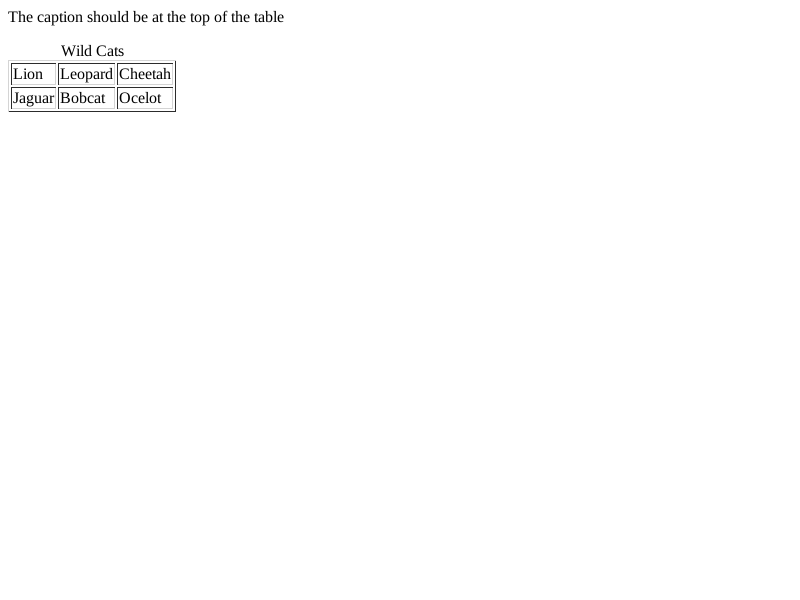 The caption should be at the top of the table
Wild Cats
Lion Leopard Cheetah
Jaguar Bobcat Ocelot